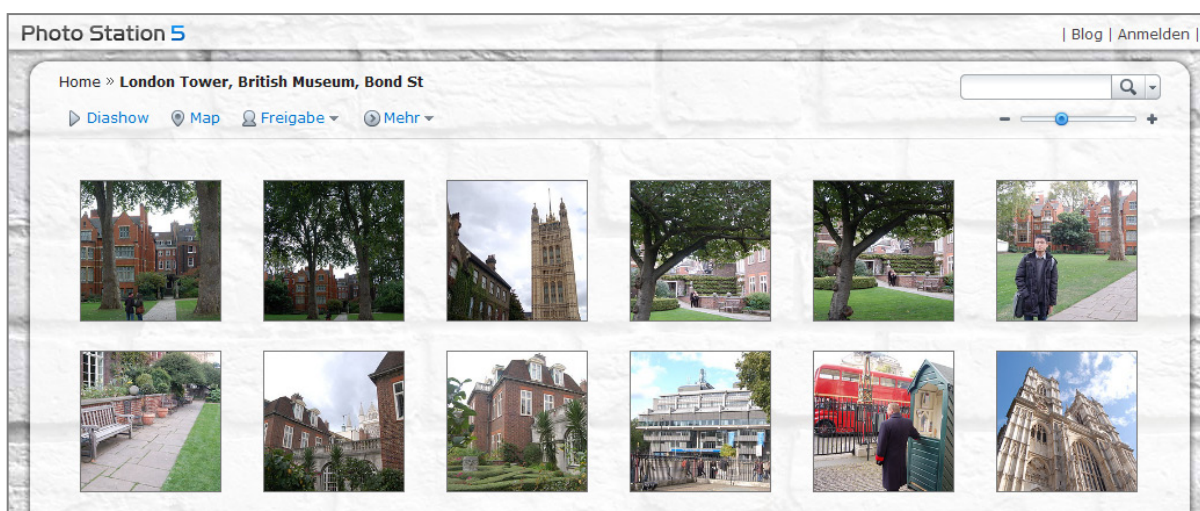 Photo Station 5
| Blog | Anmelden |
Home » London Tower, British Museum, Bond St
Diashow Map Freigabe Mehr